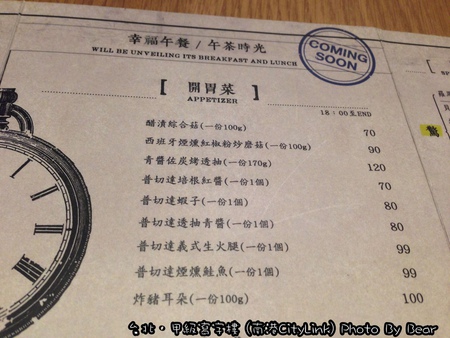 幸福午餐 / 午茶時光
WILL BE UNVEILING ITS BREAKFAST AND LUNCH
COMING SOON
【 開胃菜 】
APPETIZER
18：00至END
醋漬綜合菇(一份100g) 70
西班牙煙燻紅椒粉炒磨菇(一份100g) 90
青醬佐炭烤透抽(一份170g) 120
普切達培根紅醬(一份1個) 70
普切達蝦子(一份1個) 80
普切達透抽青醬(一份1個) 80
普切達義式生火腿(一份1個) 99
普切達煙燻鮭魚(一份1個) 99
炸豬耳朵(一份100g) 100
台北・甲級寫字樓 (南港CityLink) Photo By Bear